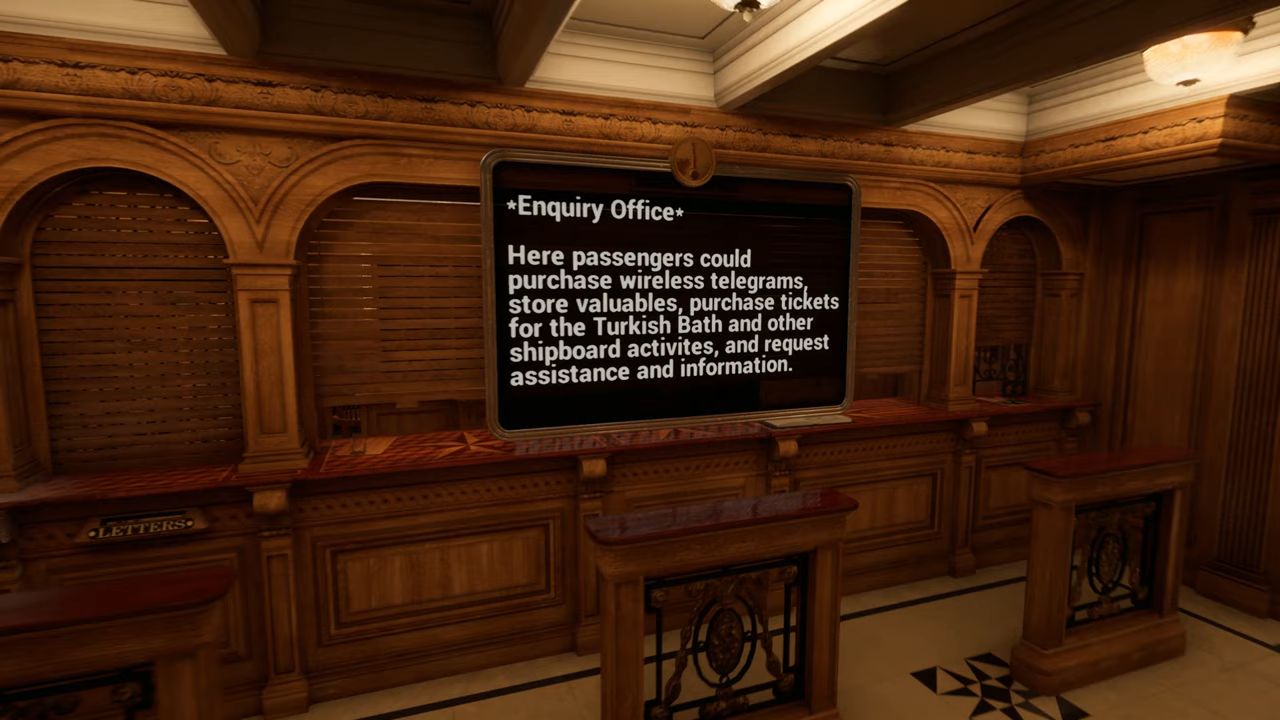 *Enquiry Office*
Here passengers could
purchase wireless telegrams,
store valuables, purchase tickets
for the Turkish Bath and other
shipboard activites, and request
assistance and information.
LETTERS